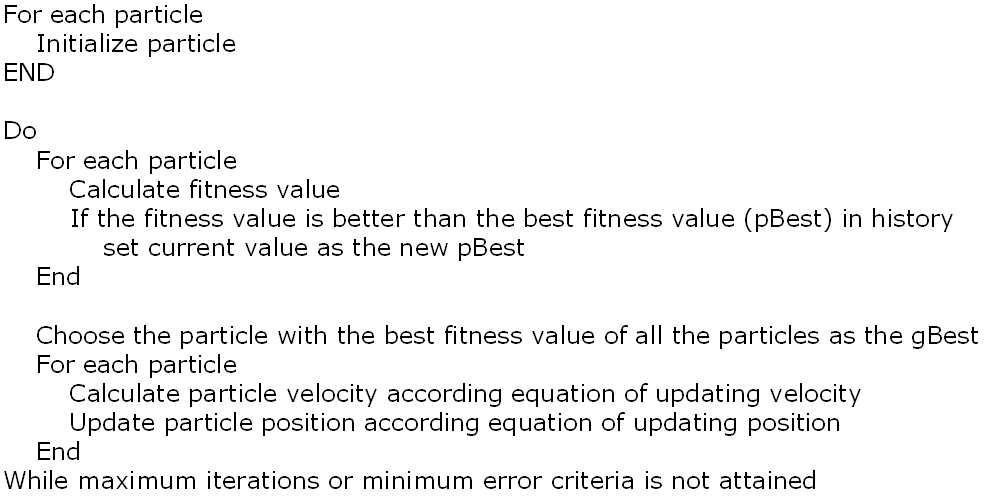 For each particle
Initialize particle
END
Do
For each particle
Calculate fitness value
If the fitness value is better than the best fitness value (pBest) in history
set current value as the new pBest
End
Choose the particle with the best fitness value of all the particles as the gBest
For each particle
Calculate particle velocity according equation of updating velocity
Update particle position according equation of updating position
End
While maximum iterations or minimum error criteria is not attained